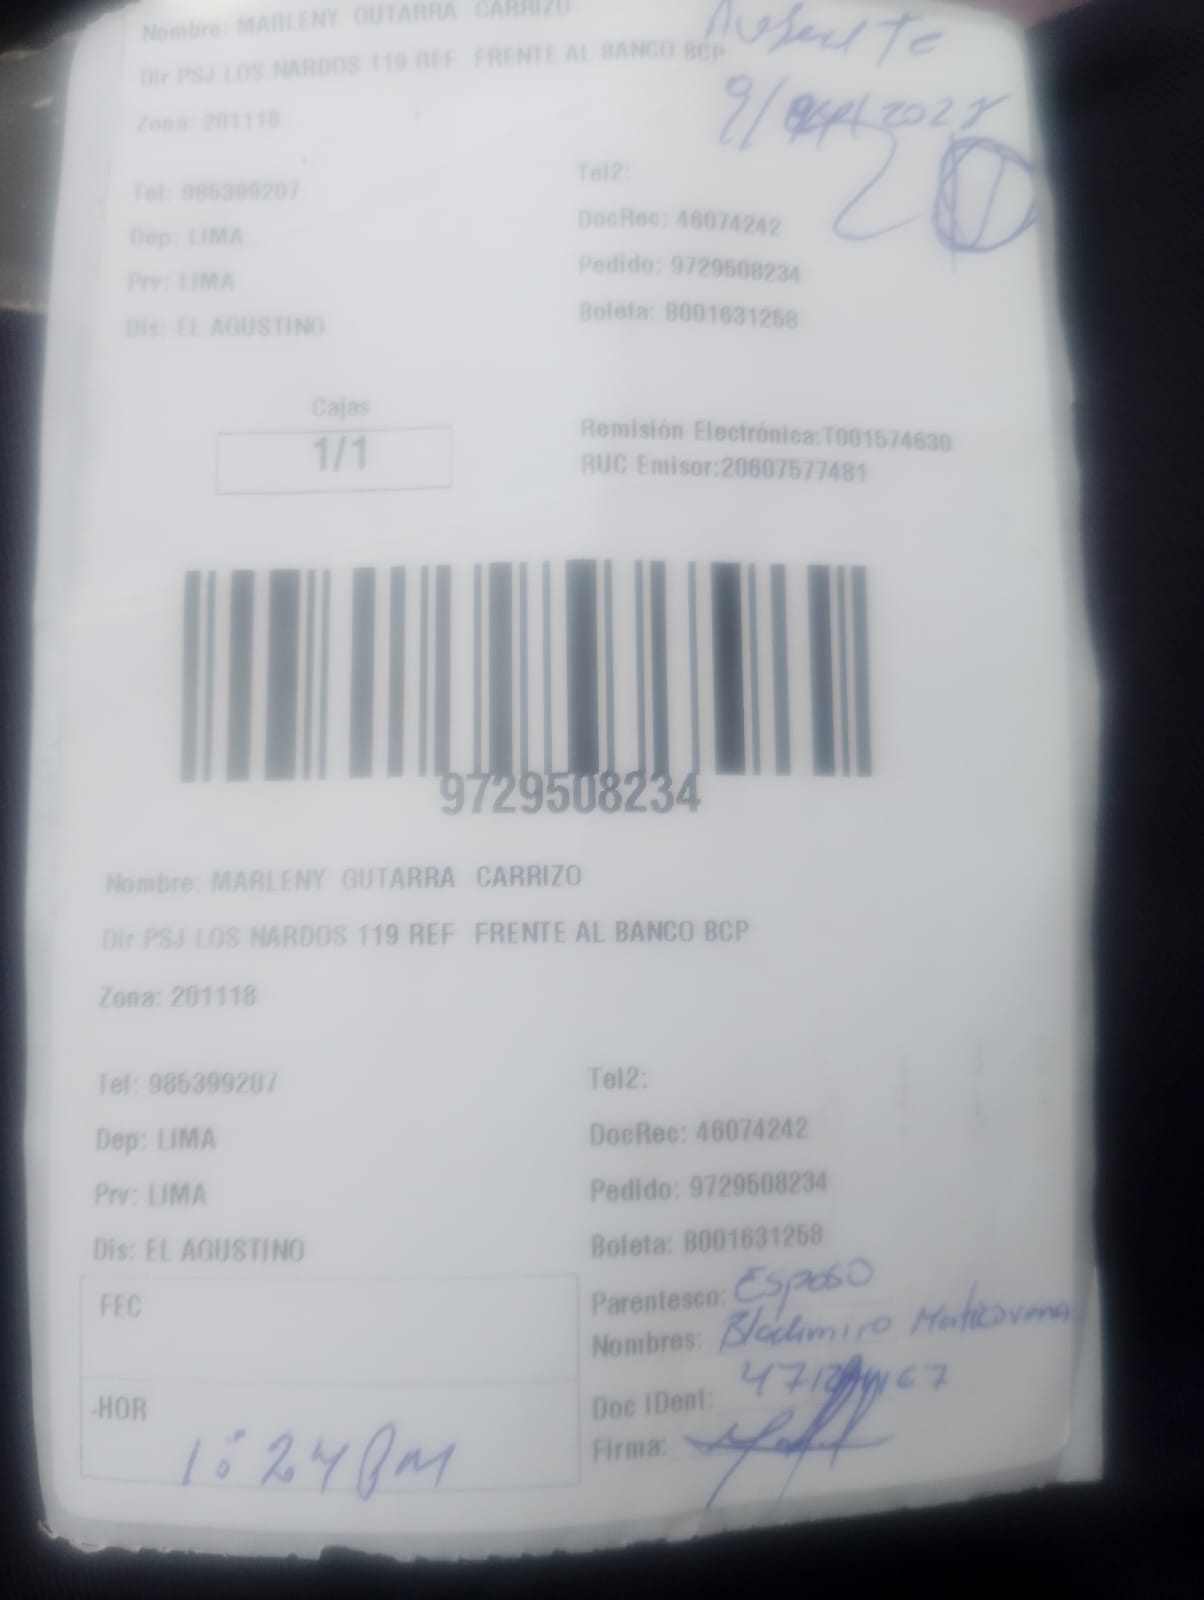 Nombre: MARLENY GUTARRA CARRIZO
Ausente
Dir PSJ LOS NARDOS 119 REF FRENTE AL BANCO BCP
9/
Zona: 201118
Tel: 985399207
Tel2:
Dep: LIMA
DocRec: 46074242
Prv: LIMA
Pedido: 9729508234
Dis: EL AGUSTINO
Boleta: B001631258
Cajas
1/1
Remisión Electrónica:T001574630
RUC Emisor:20607577481
9729508234
Nombre: MARLENY GUTARRA CARRIZO
Dir PSJ LOS NARDOS 119 REF FRENTE AL BANCO BCP
Zona: 201118
Tel: 985399207
Tel2:
Dep: LIMA
DocRec: 46074242
Prv: LIMA
Pedido: 9729508234
Dis: EL AGUSTINO
Boleta: B001631258
FEC
Parentesco: Esposo
Nombres: Bladimiro
Doc IDent:
HOR
1:24 PM
Firma: